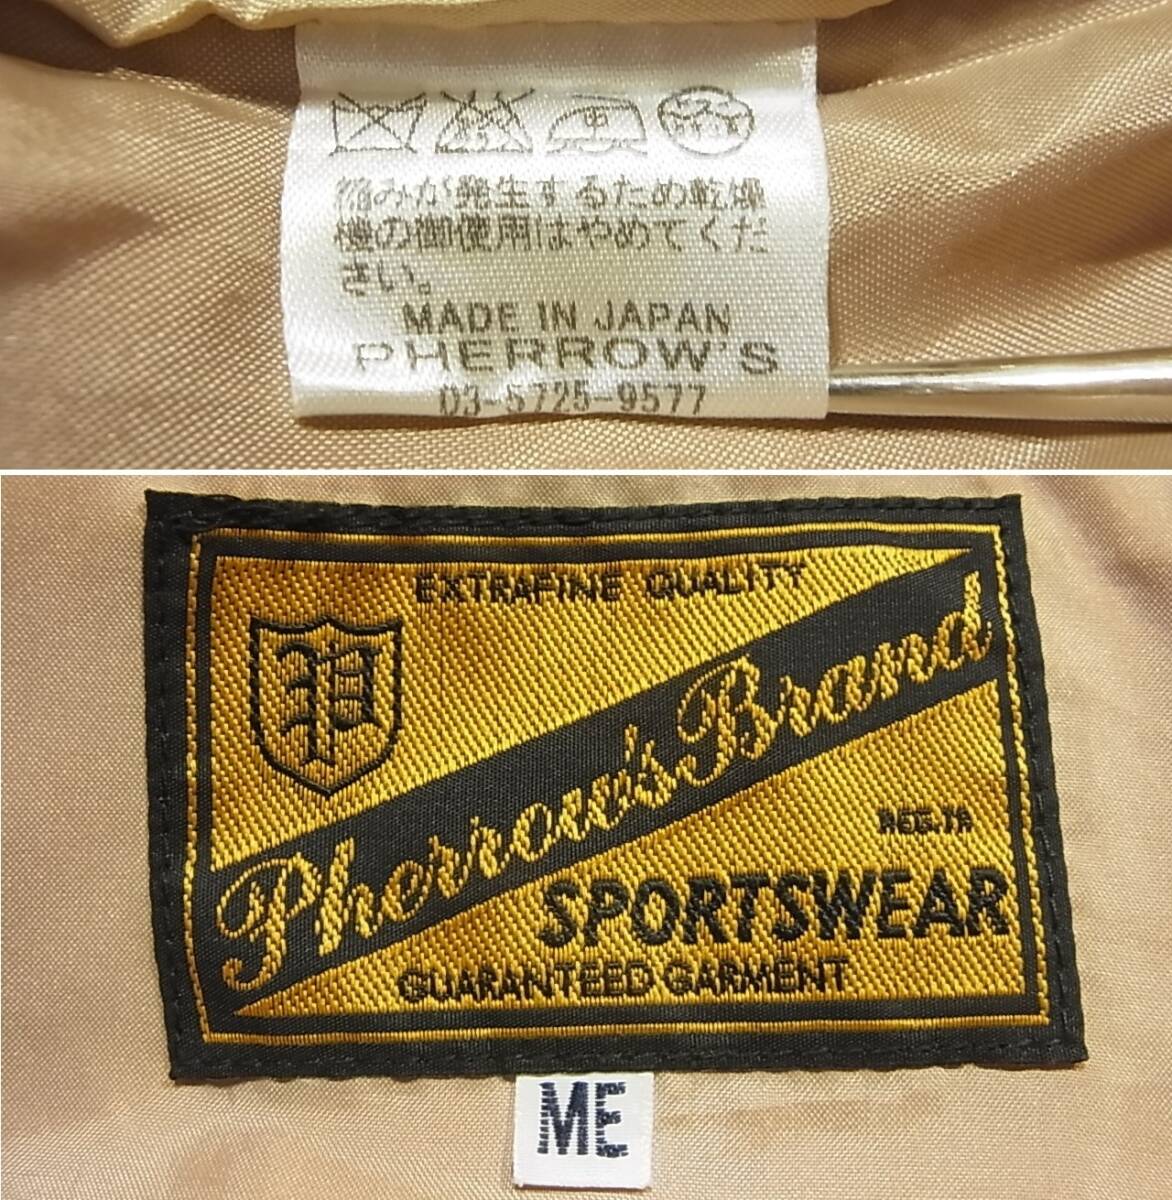 縮みが発生するため乾燥
機の御使用はやめてくだ
さい。
MADE IN JAPAN
PHERROW'S
03-5725-9577
EXTRAFINE QUALITY
P
Pherrow's Brand
REG.TR
SPORTSWEAR
GUARANTEED GARMENT
ME